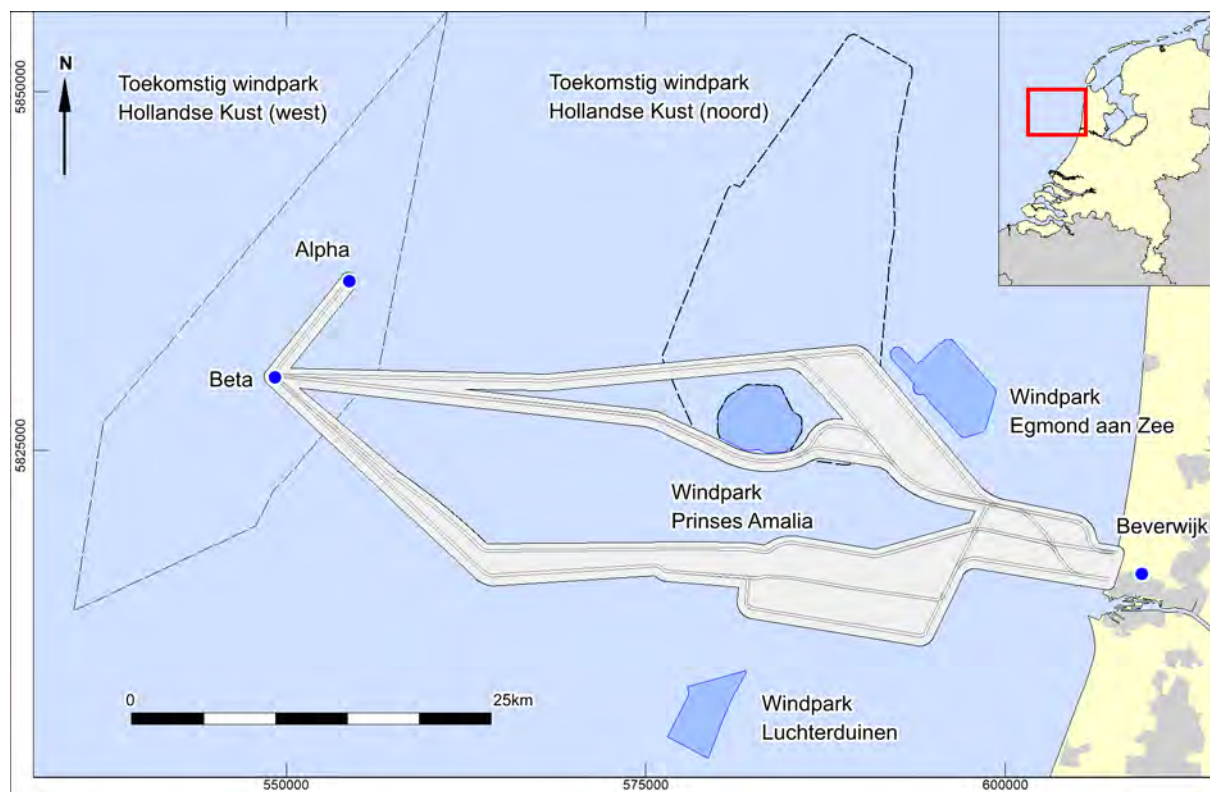 N
Toekomstig windpark
Hollandse Kust (west)
Toekomstig windpark
Hollandse Kust (noord)
5850000
Alpha
Beta
Windpark
Egmond aan Zee
5825000
Windpark
Prinses Amalia
Beverwijk
0
25km
Windpark
Luchterduinen
550000
575000
600000